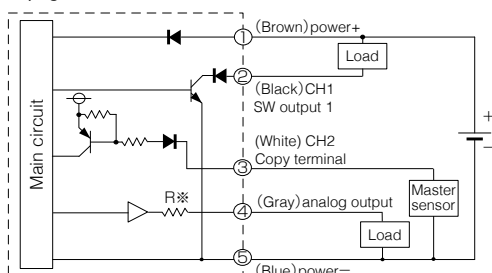 ① (Brown) power+
Load
② (Black) CH1
SW output 1
(White) CH2
③ Copy terminal
Main circuit
R※
④ (Gray) analog output
Master
sensor
Load
⑤ (Blue) power−
+
−